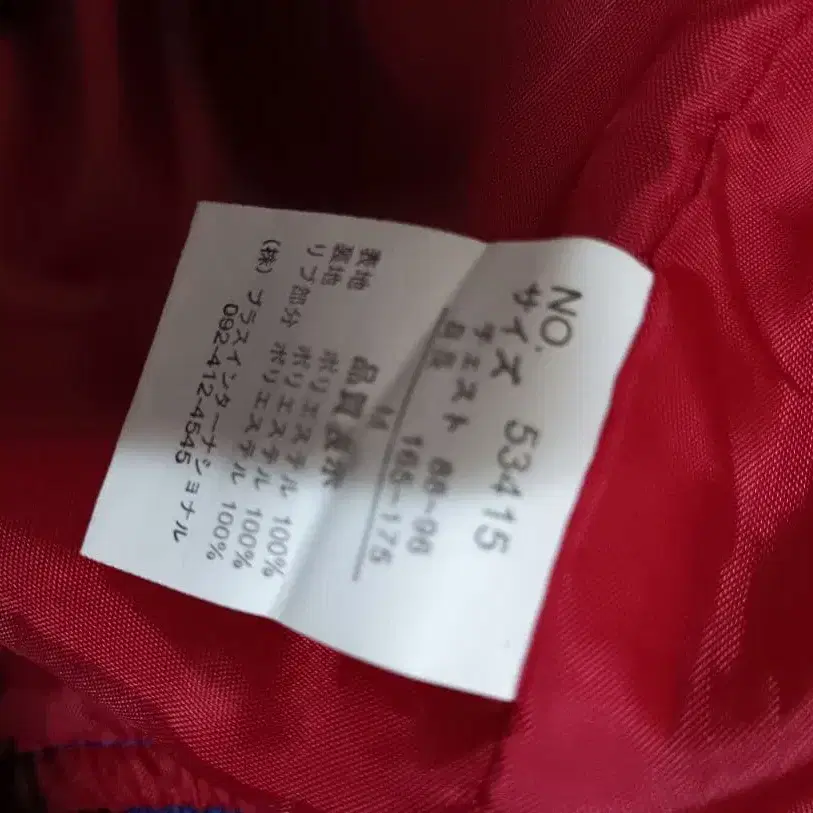 NO. 53415
サイズ M
チェスト 88~96
身長 165~175
品質表示
表地 ポリエステル 100%
裏地 ポリエステル 100%
リブ部分 ポリエステル 100%
(株) プラスインターナショナル
092-412-4545